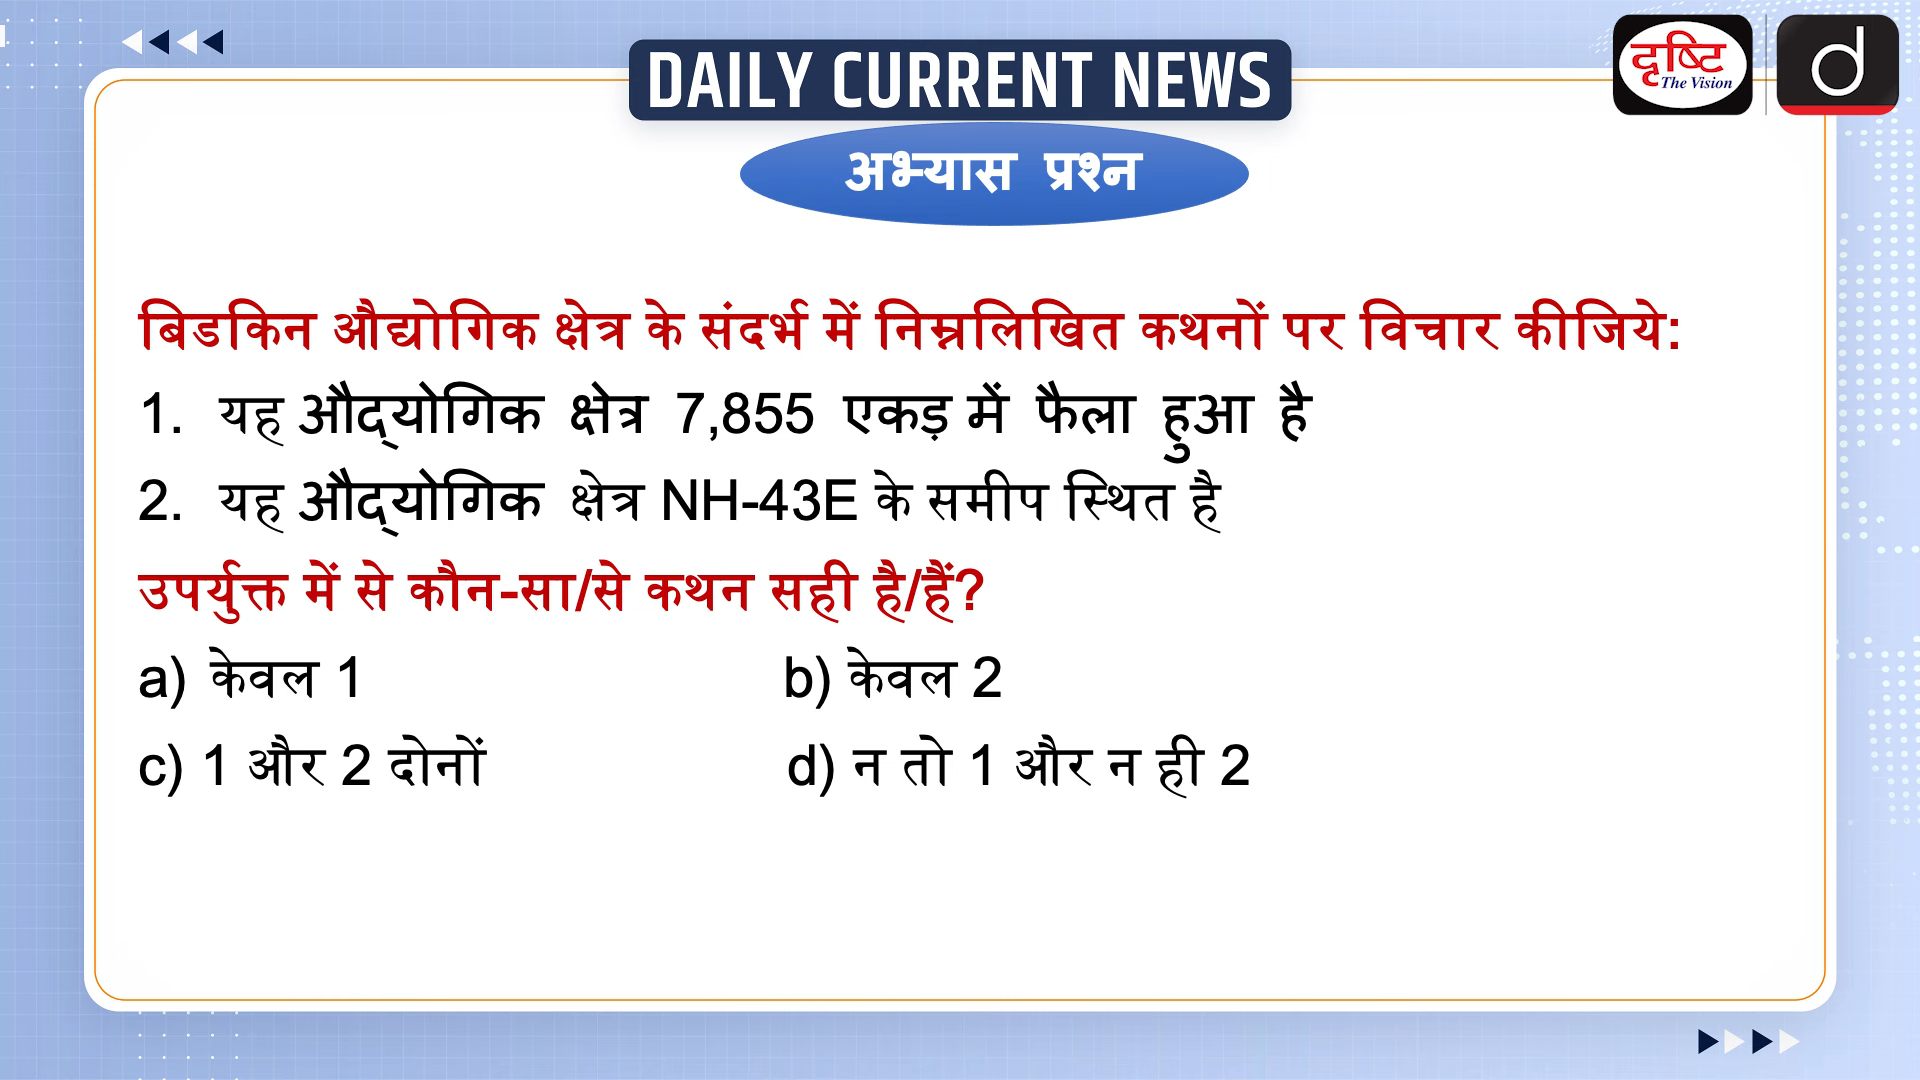 DAILY CURRENT NEWS
दृष्टि
The Vision
d
अभ्यास प्रश्न
बिडकिन औद्योगिक क्षेत्र के संदर्भ में निम्नलिखित कथनों पर विचार कीजिये:
1. यह औद्‌योगिक क्षेत्र 7,855 एकड़ में फैला हुआ है
2. यह औद्‌योगिक क्षेत्र NH-43E के समीप स्थित है
उपर्युक्त में से कौन-सा/से कथन सही है/हैं?
a) केवल 1 b) केवल 2
c) 1 और 2 दोनों d) न तो 1 और न ही 2